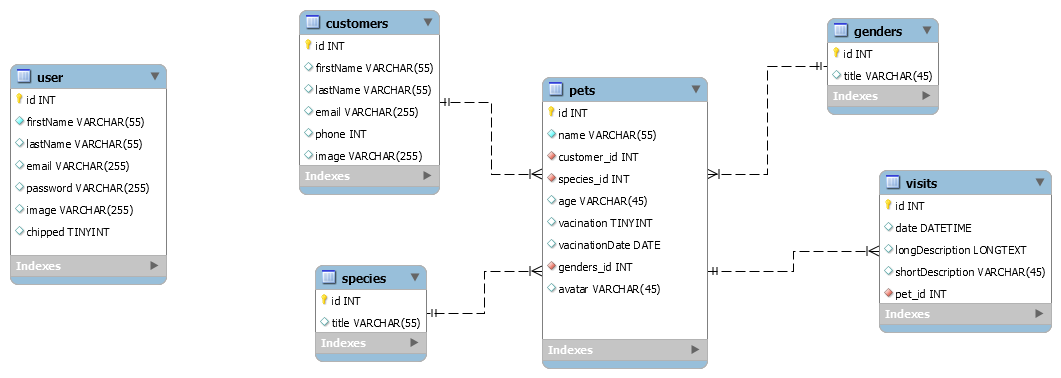 user
id INT
firstName VARCHAR(55)
lastName VARCHAR(55)
email VARCHAR(255)
password VARCHAR(255)
image VARCHAR(255)
chipped TINYINT
Indexes
customers
id INT
firstName VARCHAR(55)
lastName VARCHAR(55)
email VARCHAR(255)
phone INT
image VARCHAR(255)
Indexes
species
id INT
title VARCHAR(55)
Indexes
pets
id INT
name VARCHAR(55)
customer_id INT
species_id INT
age VARCHAR(45)
vacination TINYINT
vacinationDate DATE
genders_id INT
avatar VARCHAR(45)
Indexes
genders
id INT
title VARCHAR(45)
Indexes
visits
id INT
date DATETIME
longDescription LONGTEXT
shortDescription VARCHAR(45)
pet_id INT
Indexes